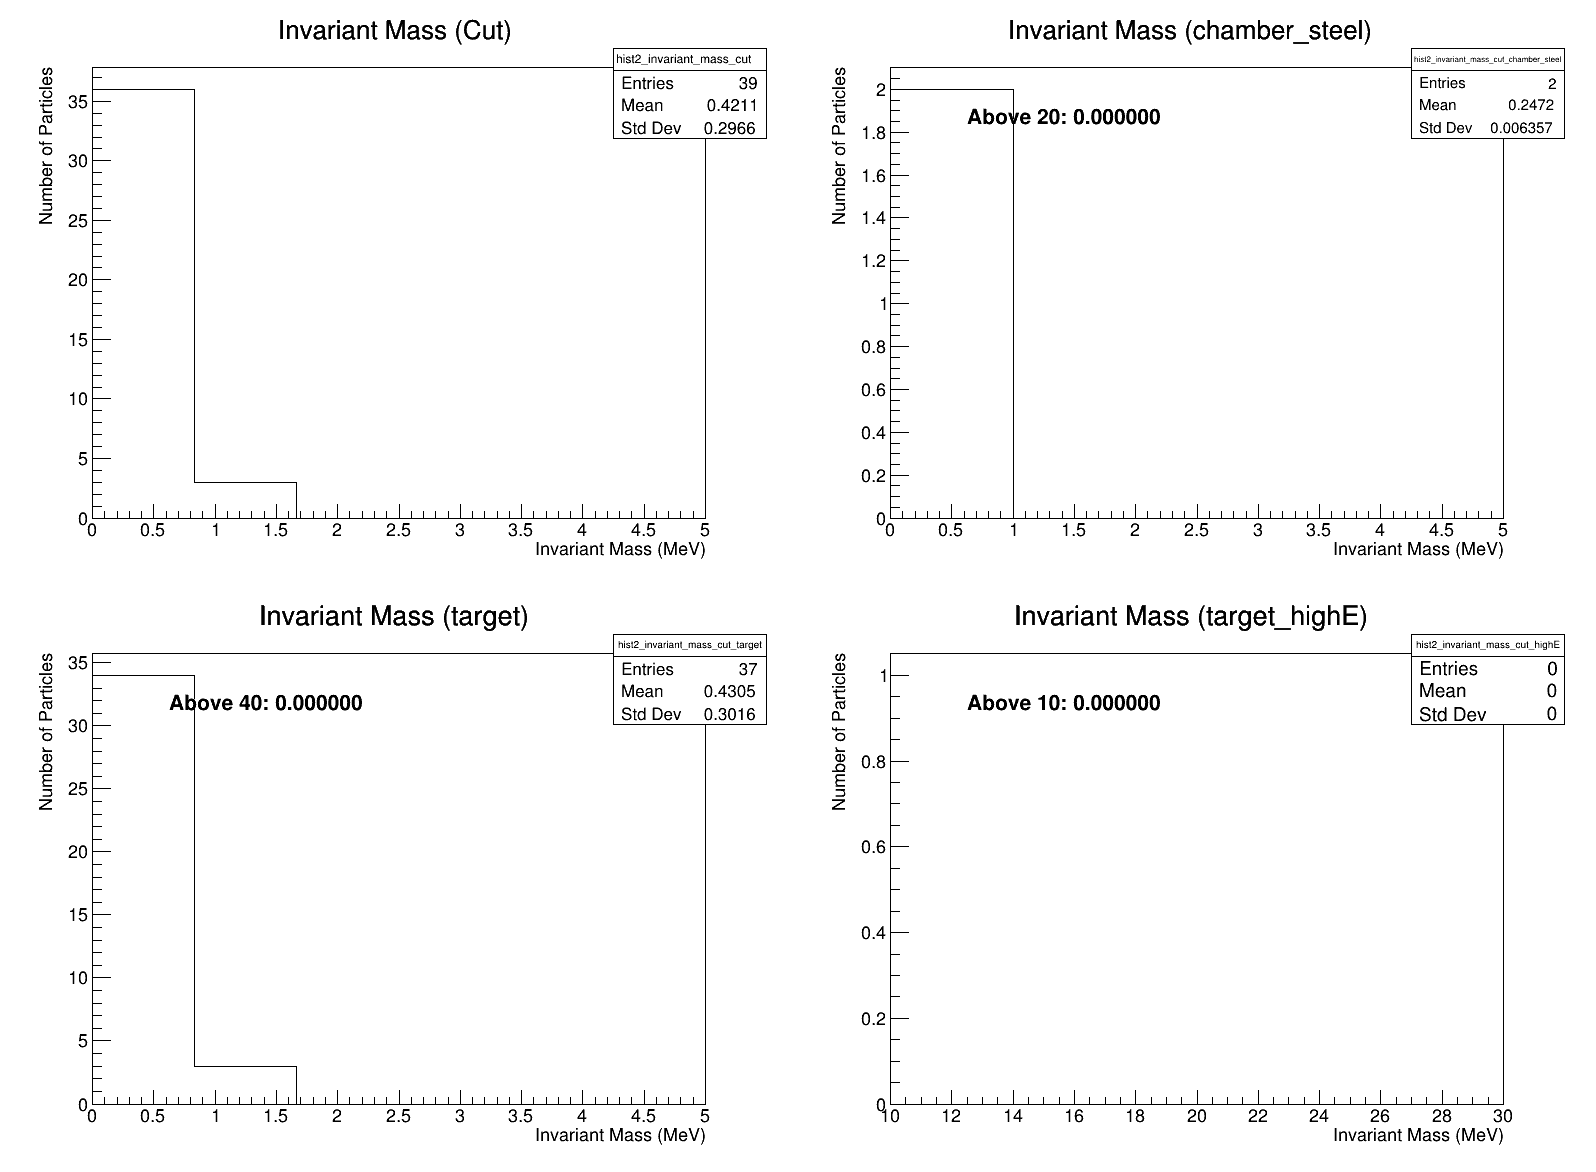 Invariant Mass (Cut)
hist2_invariant_mass_cut
Entries 39
Mean 0.4211
Std Dev 0.2966
Number of Particles
35
30
25
20
15
10
5
0
0 0.5 1 1.5 2 2.5 3 3.5 4 4.5 5
Invariant Mass (MeV)
Invariant Mass (chamber_steel)
hist2_invariant_mass_cut_chamber_steel
Entries 2
Mean 0.2472
Std Dev 0.006357
Above 20: 0.000000
Number of Particles
2
1.8
1.6
1.4
1.2
1
0.8
0.6
0.4
0.2
0
0 0.5 1 1.5 2 2.5 3 3.5 4 4.5 5
Invariant Mass (MeV)
Invariant Mass (target)
hist2_invariant_mass_cut_target
Entries 37
Mean 0.4305
Std Dev 0.3016
Above 40: 0.000000
Number of Particles
35
30
25
20
15
10
5
0
0 0.5 1 1.5 2 2.5 3 3.5 4 4.5 5
Invariant Mass (MeV)
Invariant Mass (target_highE)
hist2_invariant_mass_cut_highE
Entries 0
Mean 0
Std Dev 0
Above 10: 0.000000
Number of Particles
1
0.8
0.6
0.4
0.2
0
10 12 14 16 18 20 22 24 26 28 30
Invariant Mass (MeV)